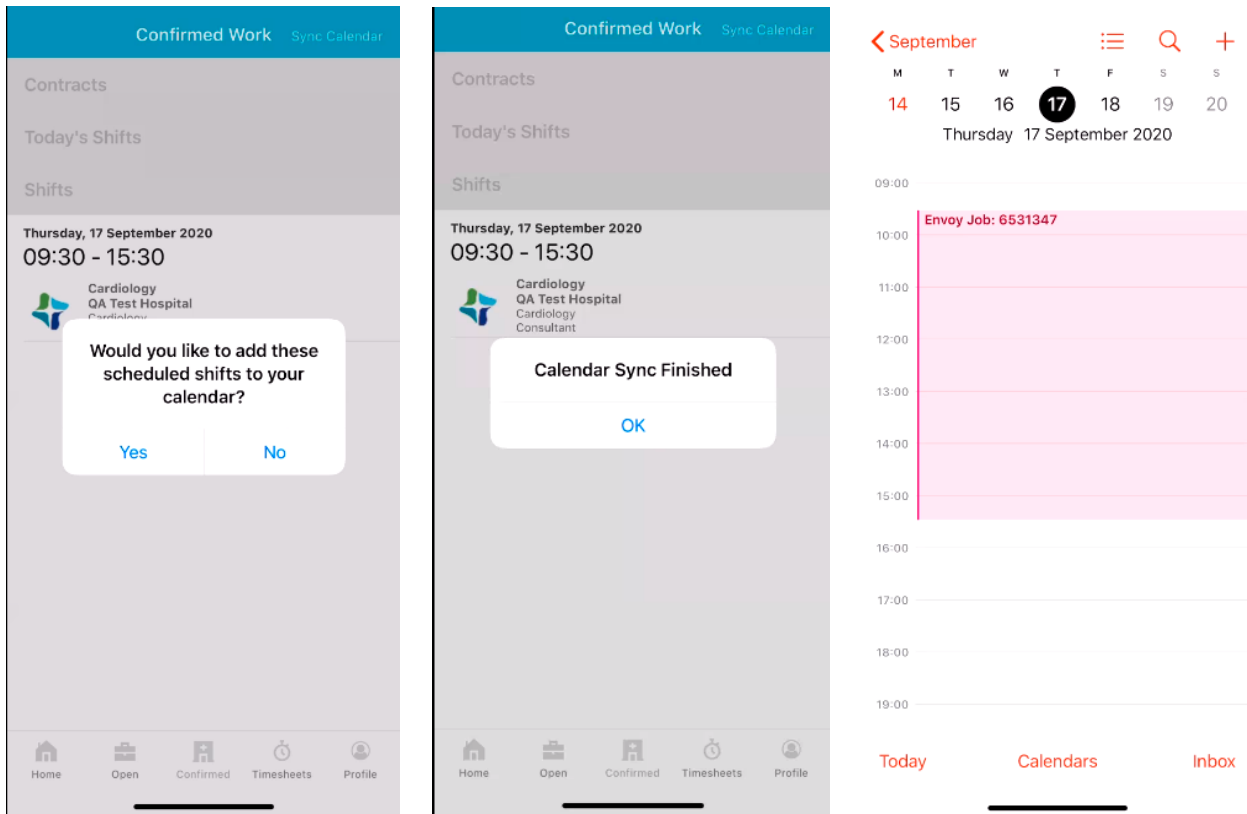 Confirmed Work Sync Calendar
Contracts
Today's Shifts
Shifts
Thursday, 17 September 2020
09:30 - 15:30
Cardiology
QA Test Hospital
Cardiology
Would you like to add these
scheduled shifts to your
calendar?
Yes No
Home Open Confirmed Timesheets Profile
Confirmed Work Sync Calendar
Contracts
Today's Shifts
Shifts
Thursday, 17 September 2020
09:30 - 15:30
Cardiology
QA Test Hospital
Cardiology
Consultant
Calendar Sync Finished
OK
Home Open Confirmed Timesheets Profile
September
M T W T F S S
14 15 16 17 18 19 20
Thursday 17 September 2020
09:00
Envoy Job: 6531347
10:00
11:00
12:00
13:00
14:00
15:00
16:00
17:00
18:00
19:00
Today Calendars Inbox